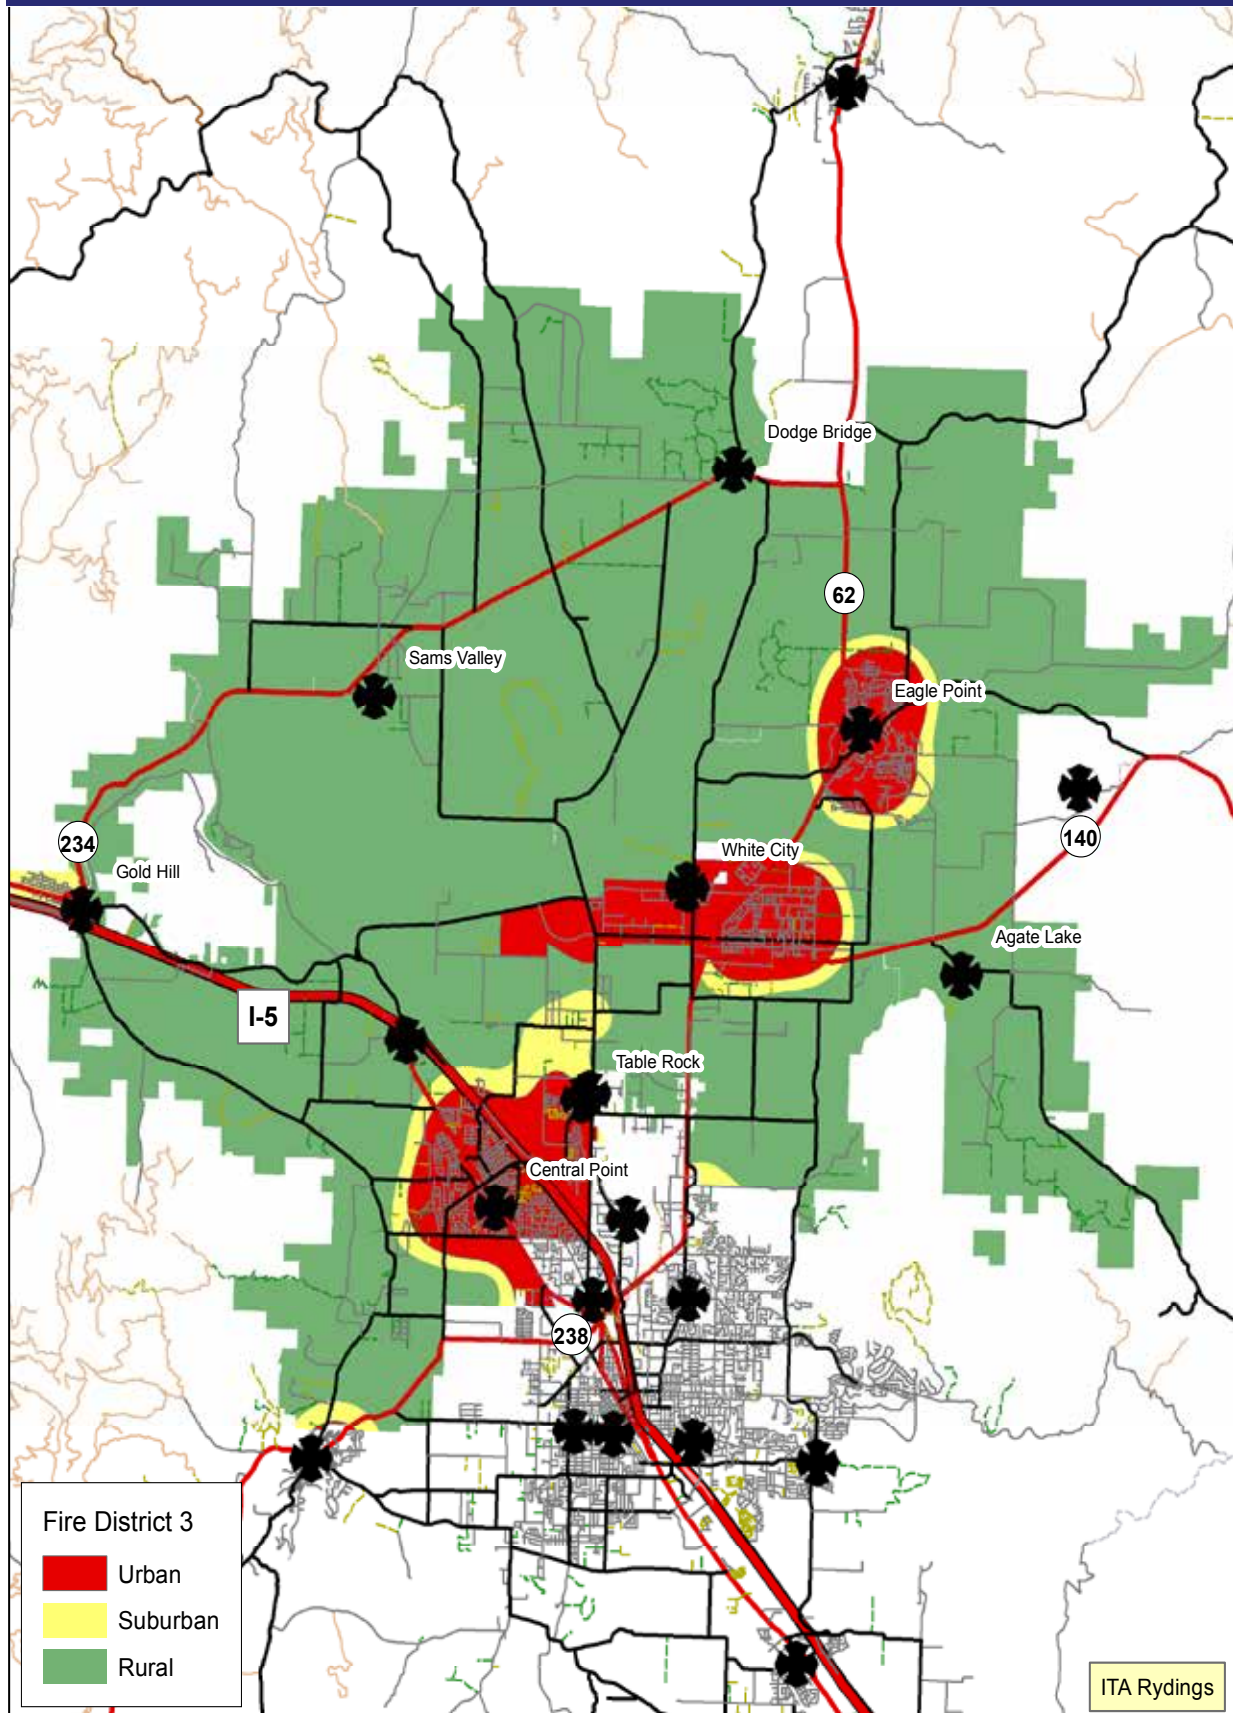 Dodge Bridge
62
Sams Valley
Eagle Point
234
140
White City
Gold Hill
Agate Lake
I-5
Table Rock
Central Point
238
Fire District 3
Urban
Suburban
Rural
ITA Rydings